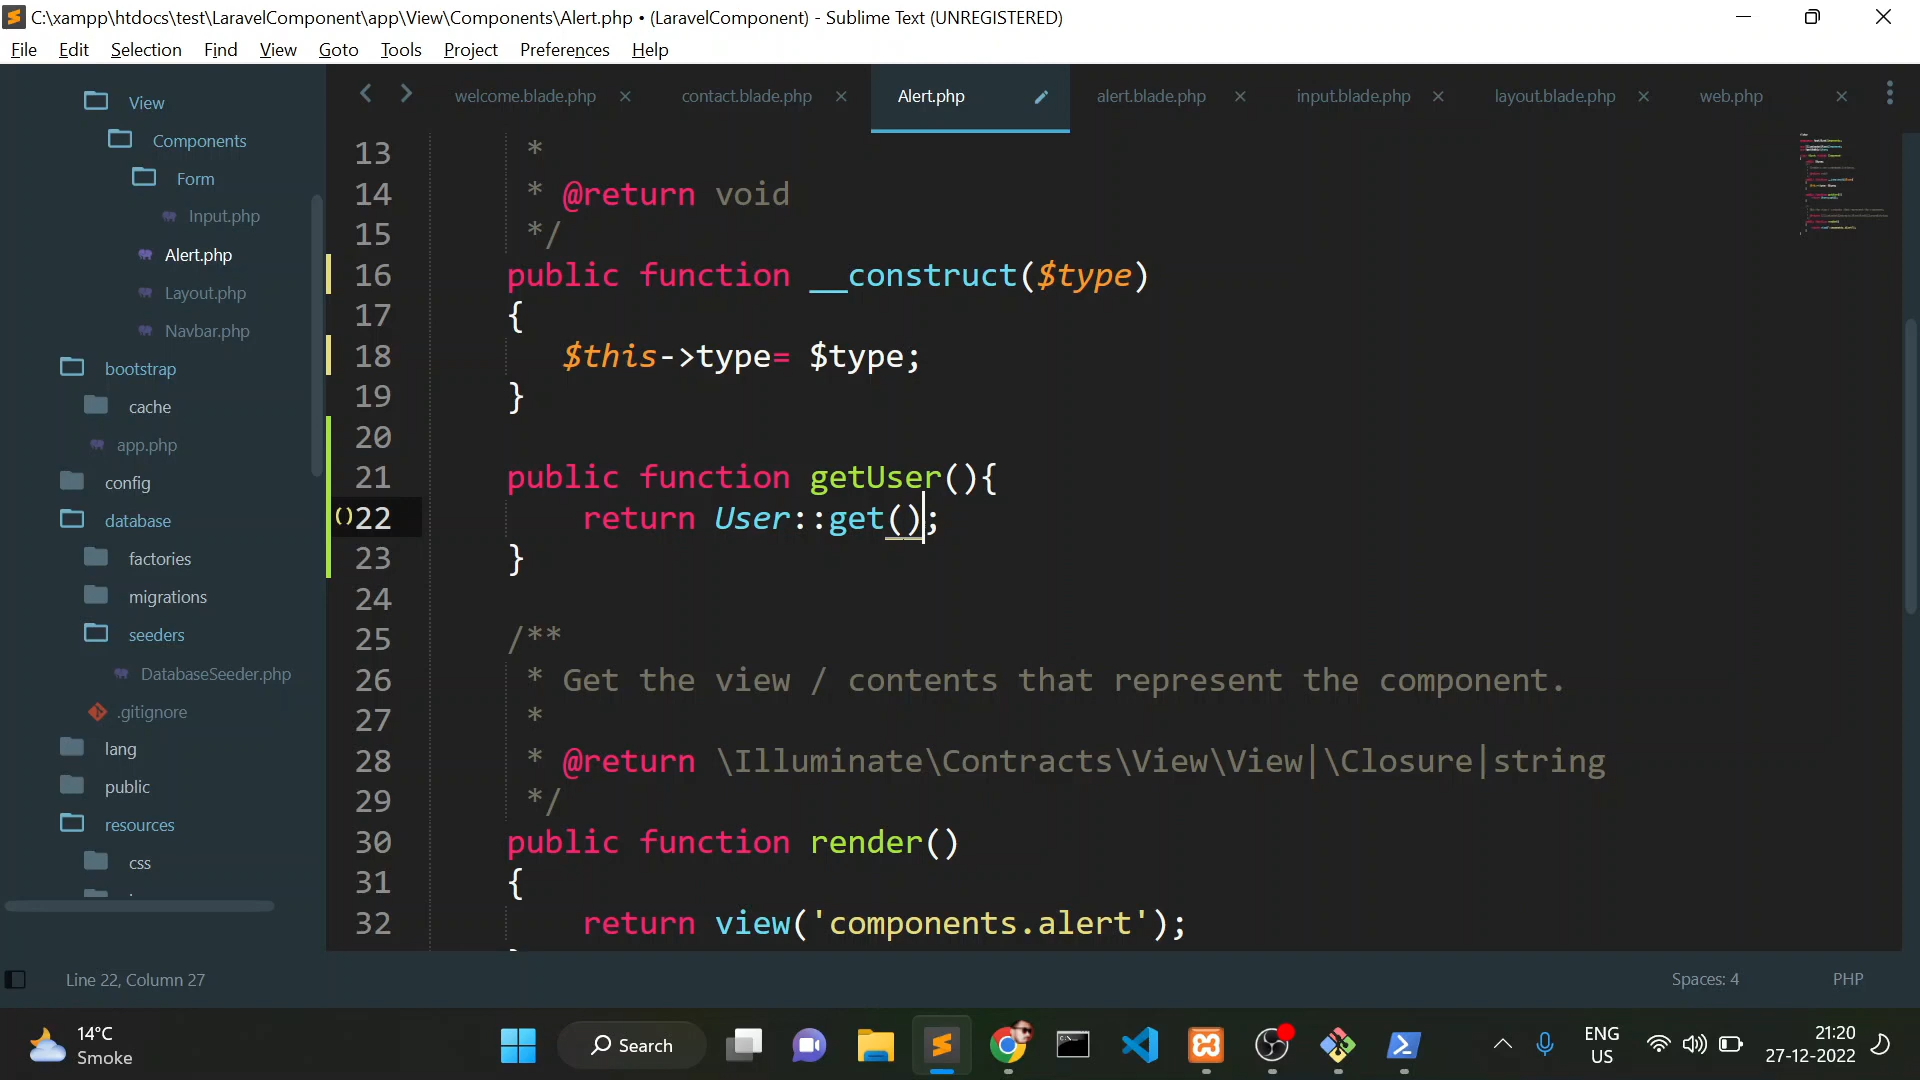 C:\xampp\htdocs\test\LaravelComponent\app\View\Components\Alert.php • (LaravelComponent) - Sublime Text (UNREGISTERED)
File Edit Selection Find View Goto Tools Project Preferences Help
View
Components
Form
Input.php
Alert.php
Layout.php
Navbar.php
bootstrap
cache
app.php
config
database
factories
migrations
seeders
DatabaseSeeder.php
.gitignore
lang
public
resources
css
welcome.blade.php contact.blade.php Alert.php alert.blade.php input.blade.php layout.blade.php web.php
13 *
14 * @return void
15 */
16 public function __construct($type)
17 {
18 $this->type= $type;
19 }
20
21 public function getUser(){
22 return User::get();
23 }
24
25 /**
26 * Get the view / contents that represent the component.
27 *
28 * @return \Illuminate\Contracts\View\View|\Closure|string
29 */
30 public function render()
31 {
32 return view('components.alert');
Line 22, Column 27
Spaces: 4 PHP
14°C
Smoke
Search
ENG
US
21:20
27-12-2022